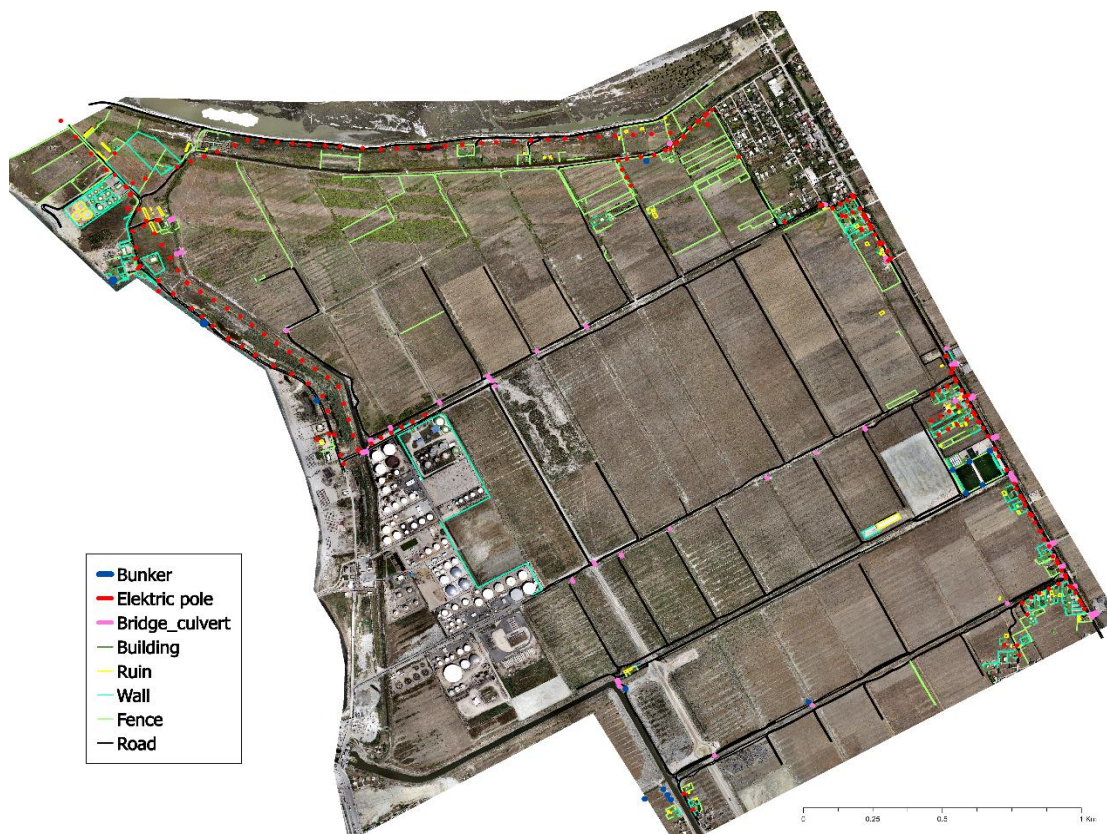 Bunker
Elektric pole
Bridge_culvert
Building
Ruin
Wall
Fence
Road
0 0.25 0.5 1 Km